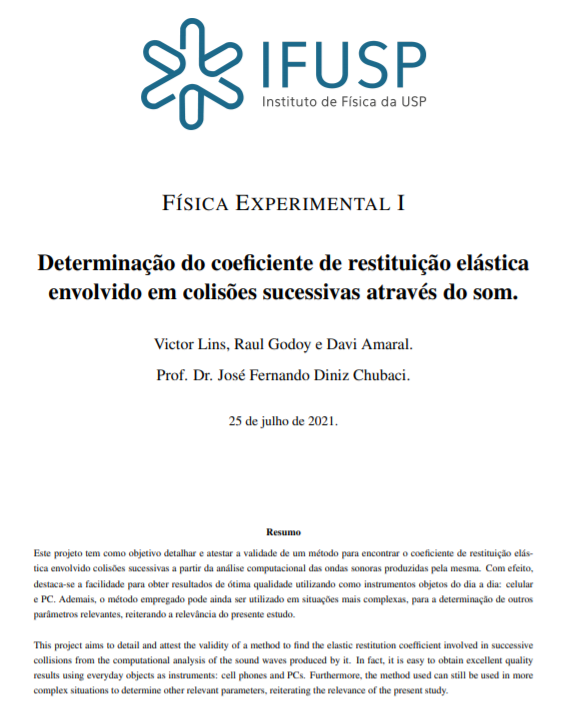 IFUSP
Instituto de Física da USP
FÍSICA EXPERIMENTAL I
Determinação do coeficiente de restituição elástica
envolvido em colisões sucessivas através do som.
Victor Lins, Raul Godoy e Davi Amaral.
Prof. Dr. José Fernando Diniz Chubaci.
25 de julho de 2021.
Resumo
Este projeto tem como objetivo detalhar e atestar a validade de um método para encontrar o coeficiente de restituição elás-
tica envolvido colisões sucessivas a partir da análise computacional das ondas sonoras produzidas pela mesma. Com efeito,
destaca-se a facilidade para obter resultados de ótima qualidade utilizando como instrumentos objetos do dia a dia: celular
e PC. Ademais, o método empregado pode ainda ser utilizado em situações mais complexas, para a determinação de outros
parâmetros relevantes, reiterando a relevância do presente estudo.
This project aims to detail and attest the validity of a method to find the elastic restitution coefficient involved in successive
collisions from the computational analysis of the sound waves produced by it. In fact, it is easy to obtain excellent quality
results using everyday objects as instruments: cell phones and PCs. Furthermore, the method used can still be used in more
complex situations to determine other relevant parameters, reiterating the relevance of the present study.